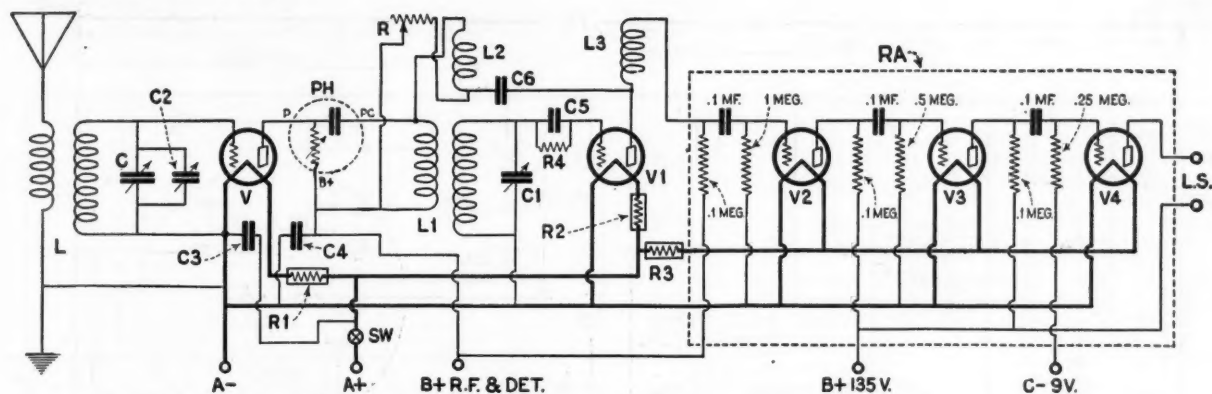 R
L2
L3
RA
PH
C6
C2
P
PC
C5
.1 MF.
1 MEG.
.1 MF.
.5 MEG.
.1 MF.
.25 MEG.
C
V
B+
R4
V1
C1
V2
V3
V4
L.S.
L
L1
R2
.1 MEG.
.1 MEG.
.1 MEG.
C3
C4
R3
R1
SW
A-
A+
B+ R.F. & DET.
B+ 135 V.
C- 9 V.